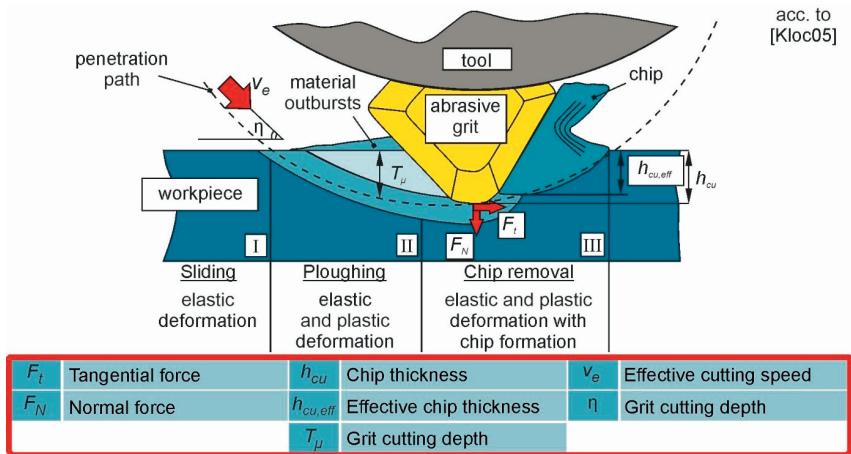 acc. to
[Kloc05]
penetration
path
v_e
η
material
outbursts
tool
abrasive
grit
chip
T_μ
h_cu,eff
h_cu
workpiece
F_t
F_N
I
II
III
Sliding
elastic
deformation
Ploughing
elastic
and plastic
deformation
Chip removal
elastic and plastic
deformation with
chip formation
F_t Tangential force h_cu Chip thickness v_e Effective cutting speed
F_N Normal force h_cu,eff Effective chip thickness η Grit cutting depth
T_μ Grit cutting depth